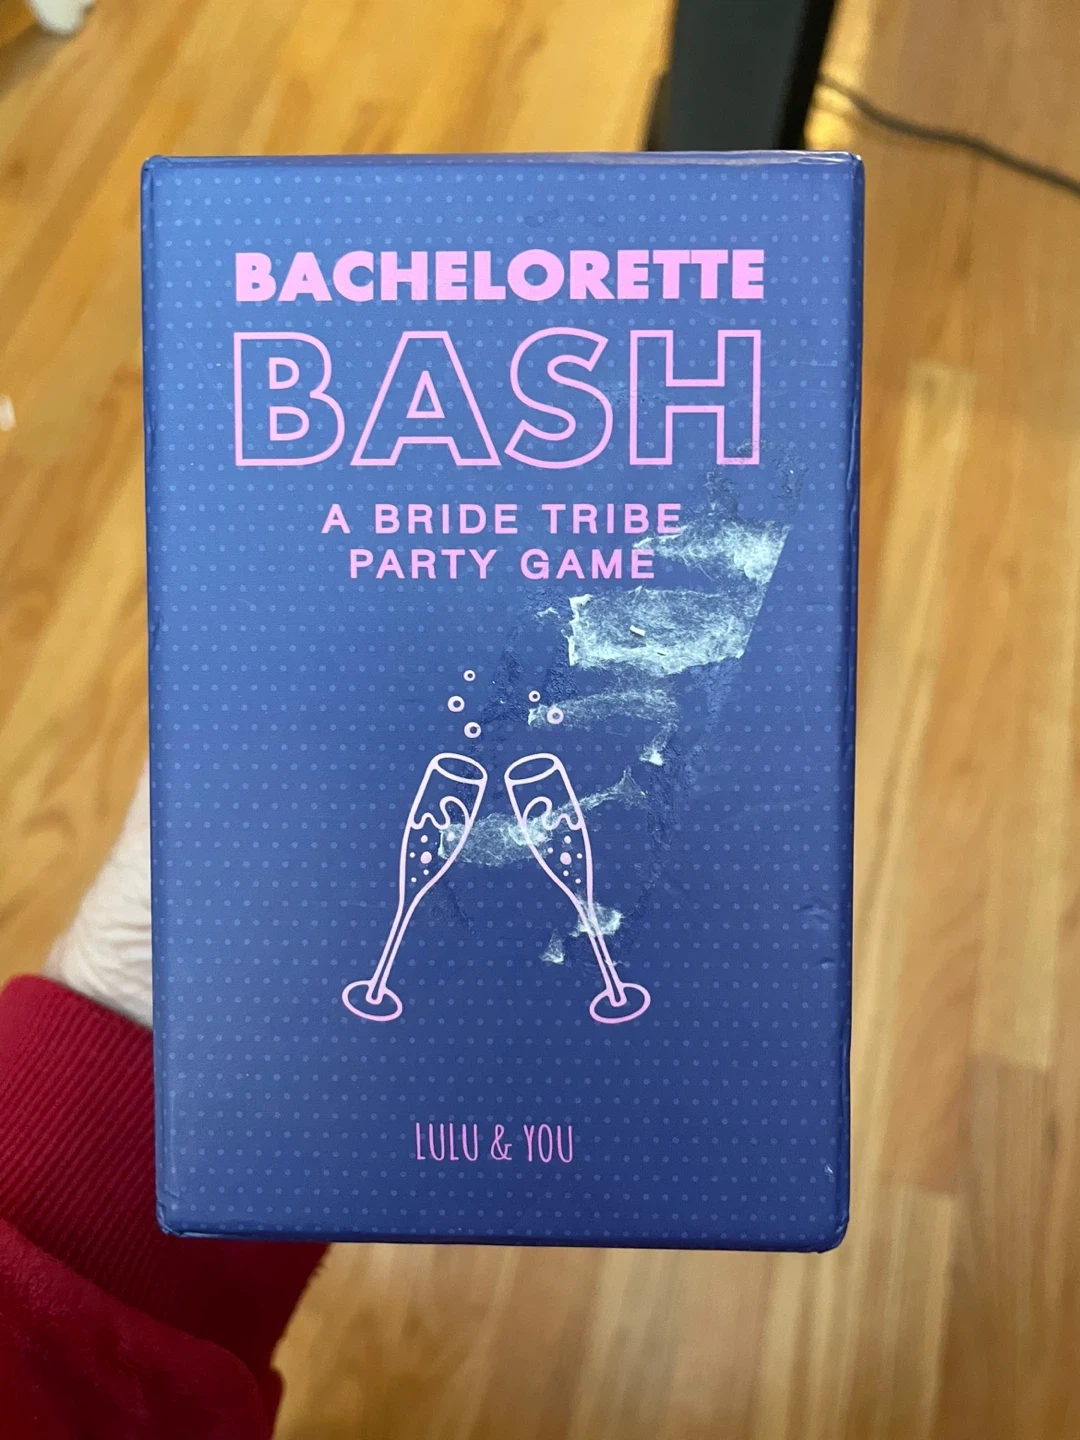 BACHELORETTE
BASH
A BRIDE TRIBE
PARTY GAME
LULU & YOU